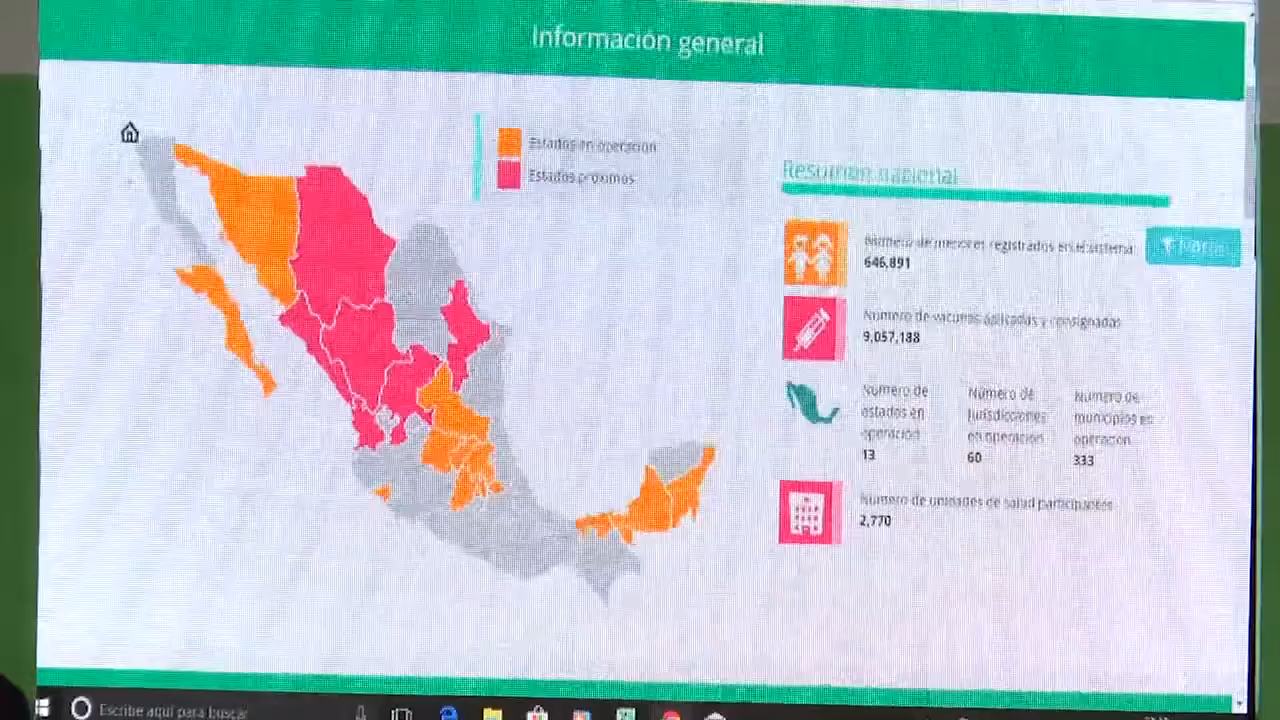 Información general
Estados en operación
Estados próximos
Resumen nacional
Número de menores registrados en el sistema
646,891
Número de vacunas aplicadas y consignadas
9,057,188
Número de
estados en
operación
13
Número de
jurisdicciones
en operación
60
Número de
municipios en
operación
333
Número de unidades de salud participantes
2,770
Escribe aquí para buscar